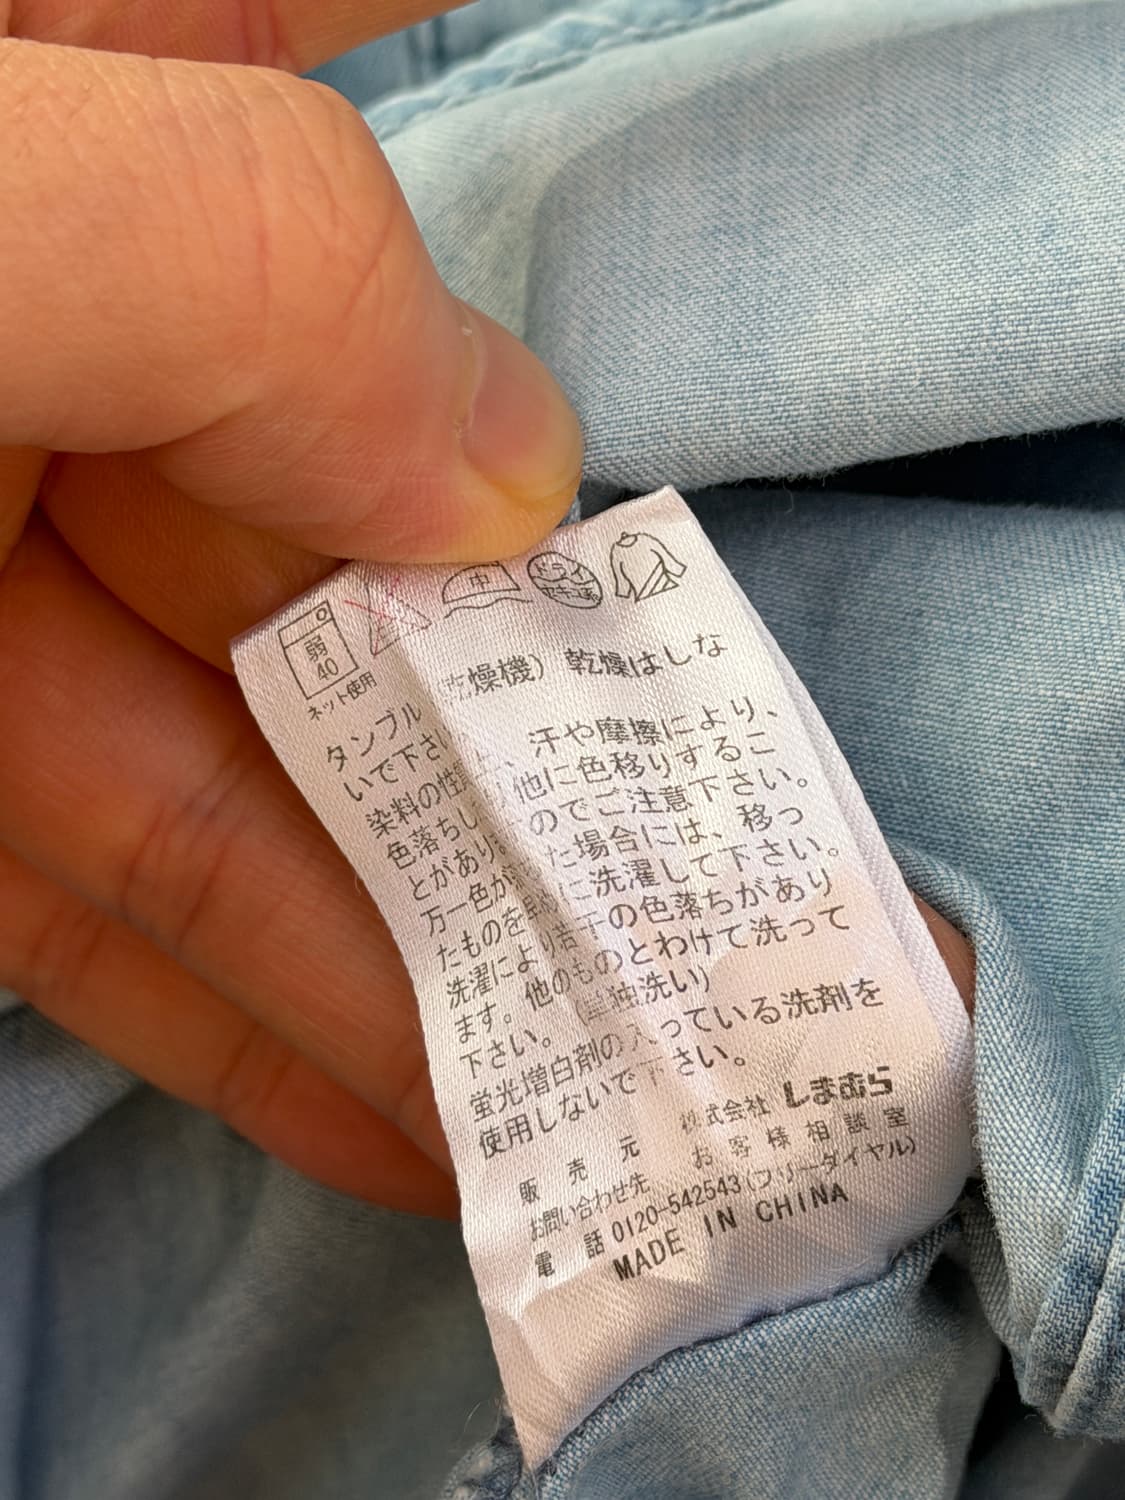 弱
40
ネット使用
中
ドライ
タンブル 乾燥機) 乾燥はしな
いで下さい
染料の性 、汗や摩擦により、
色落ちし 他に色移りするこ
とがあり のでご注意下さい。
万一色が た場合には、移っ
たものを早 に洗濯して下さい。
洗濯により若干の色落ちがあり
ます。他のものとわけて洗って
下さい。(単独洗い)
蛍光増白剤の入っている洗剤を
使用しないで下さい。
販売元 株式会社 しまむら
お問い合わせ先 お客様相談室
電話 0120-542543(フリーダイヤル)
MADE IN CHINA